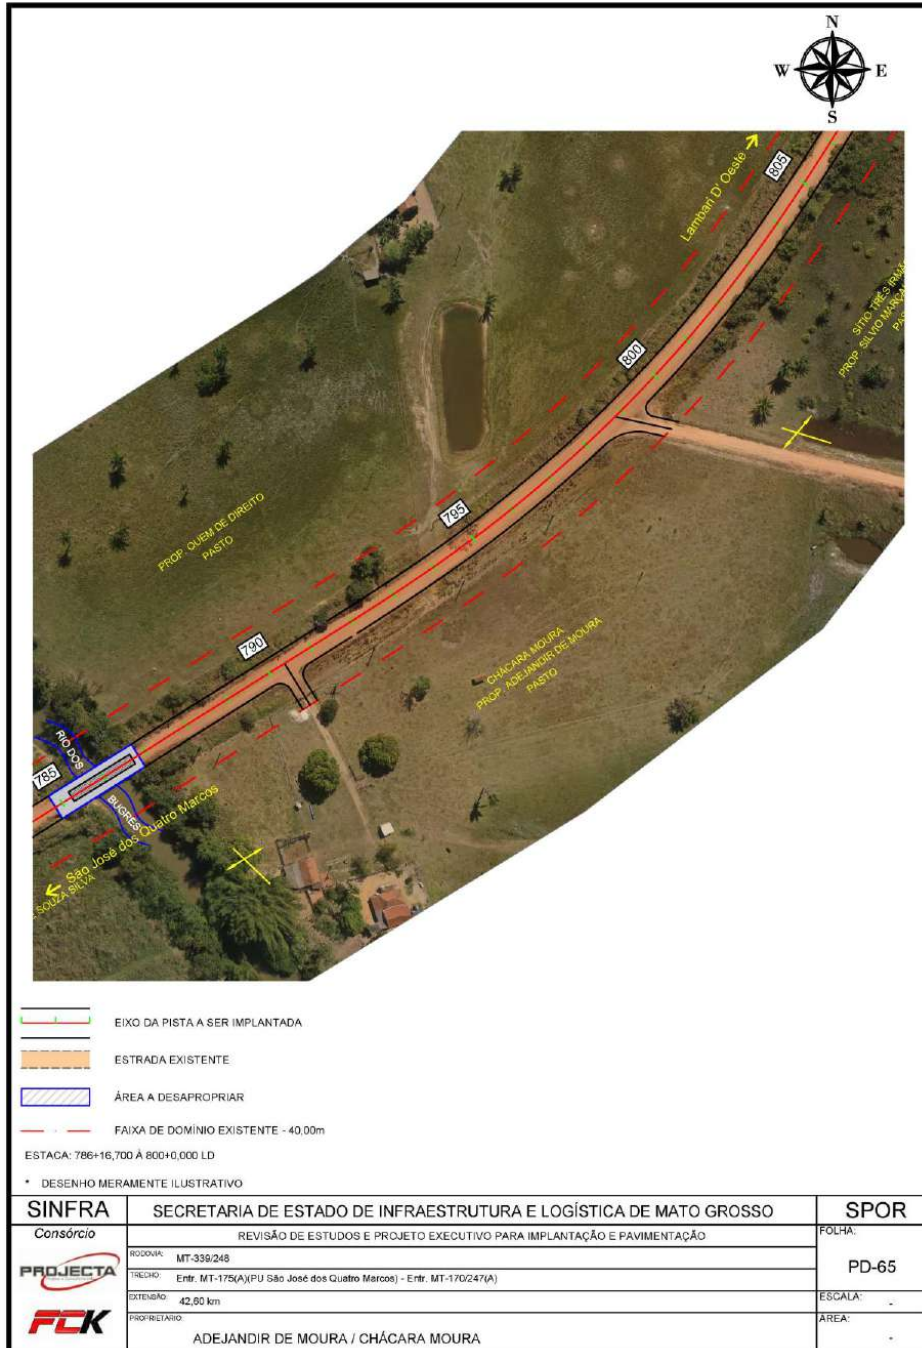 N
W E
S
Lambari D' Oeste
805
SÍTIO TRÊS
PROP. SILVIO
800
795
PROP. QUEM DE DIREITO
PASTO
790
CHÁCARA MOURA
PROP. ADEJANDIR DE MOURA
PASTO
RIO DOS
785
BUGRES
São José dos Quatro Marcos
SOUZA SILVA
EIXO DA PISTA A SER IMPLANTADA
ESTRADA EXISTENTE
ÁREA A DESAPROPRIAR
FAIXA DE DOMÍNIO EXISTENTE - 40,00m
ESTACA: 786+16,700 À 800+0,000 LD
* DESENHO MERAMENTE ILUSTRATIVO
SINFRA
SECRETARIA DE ESTADO DE INFRAESTRUTURA E LOGÍSTICA DE MATO GROSSO
SPOR
Consórcio
REVISÃO DE ESTUDOS E PROJETO EXECUTIVO PARA IMPLANTAÇÃO E PAVIMENTAÇÃO
FOLHA:
PD-65
PROJECTA
RODOVIA: MT-339/248
TRECHO: Entr. MT-175(A)(PU São José dos Quatro Marcos) - Entr. MT-170/247(A)
EXTENSÃO: 42,60 km
ESCALA: -
FCK
PROPRIETÁRIO:
ADEJANDIR DE MOURA / CHÁCARA MOURA
ÁREA: -